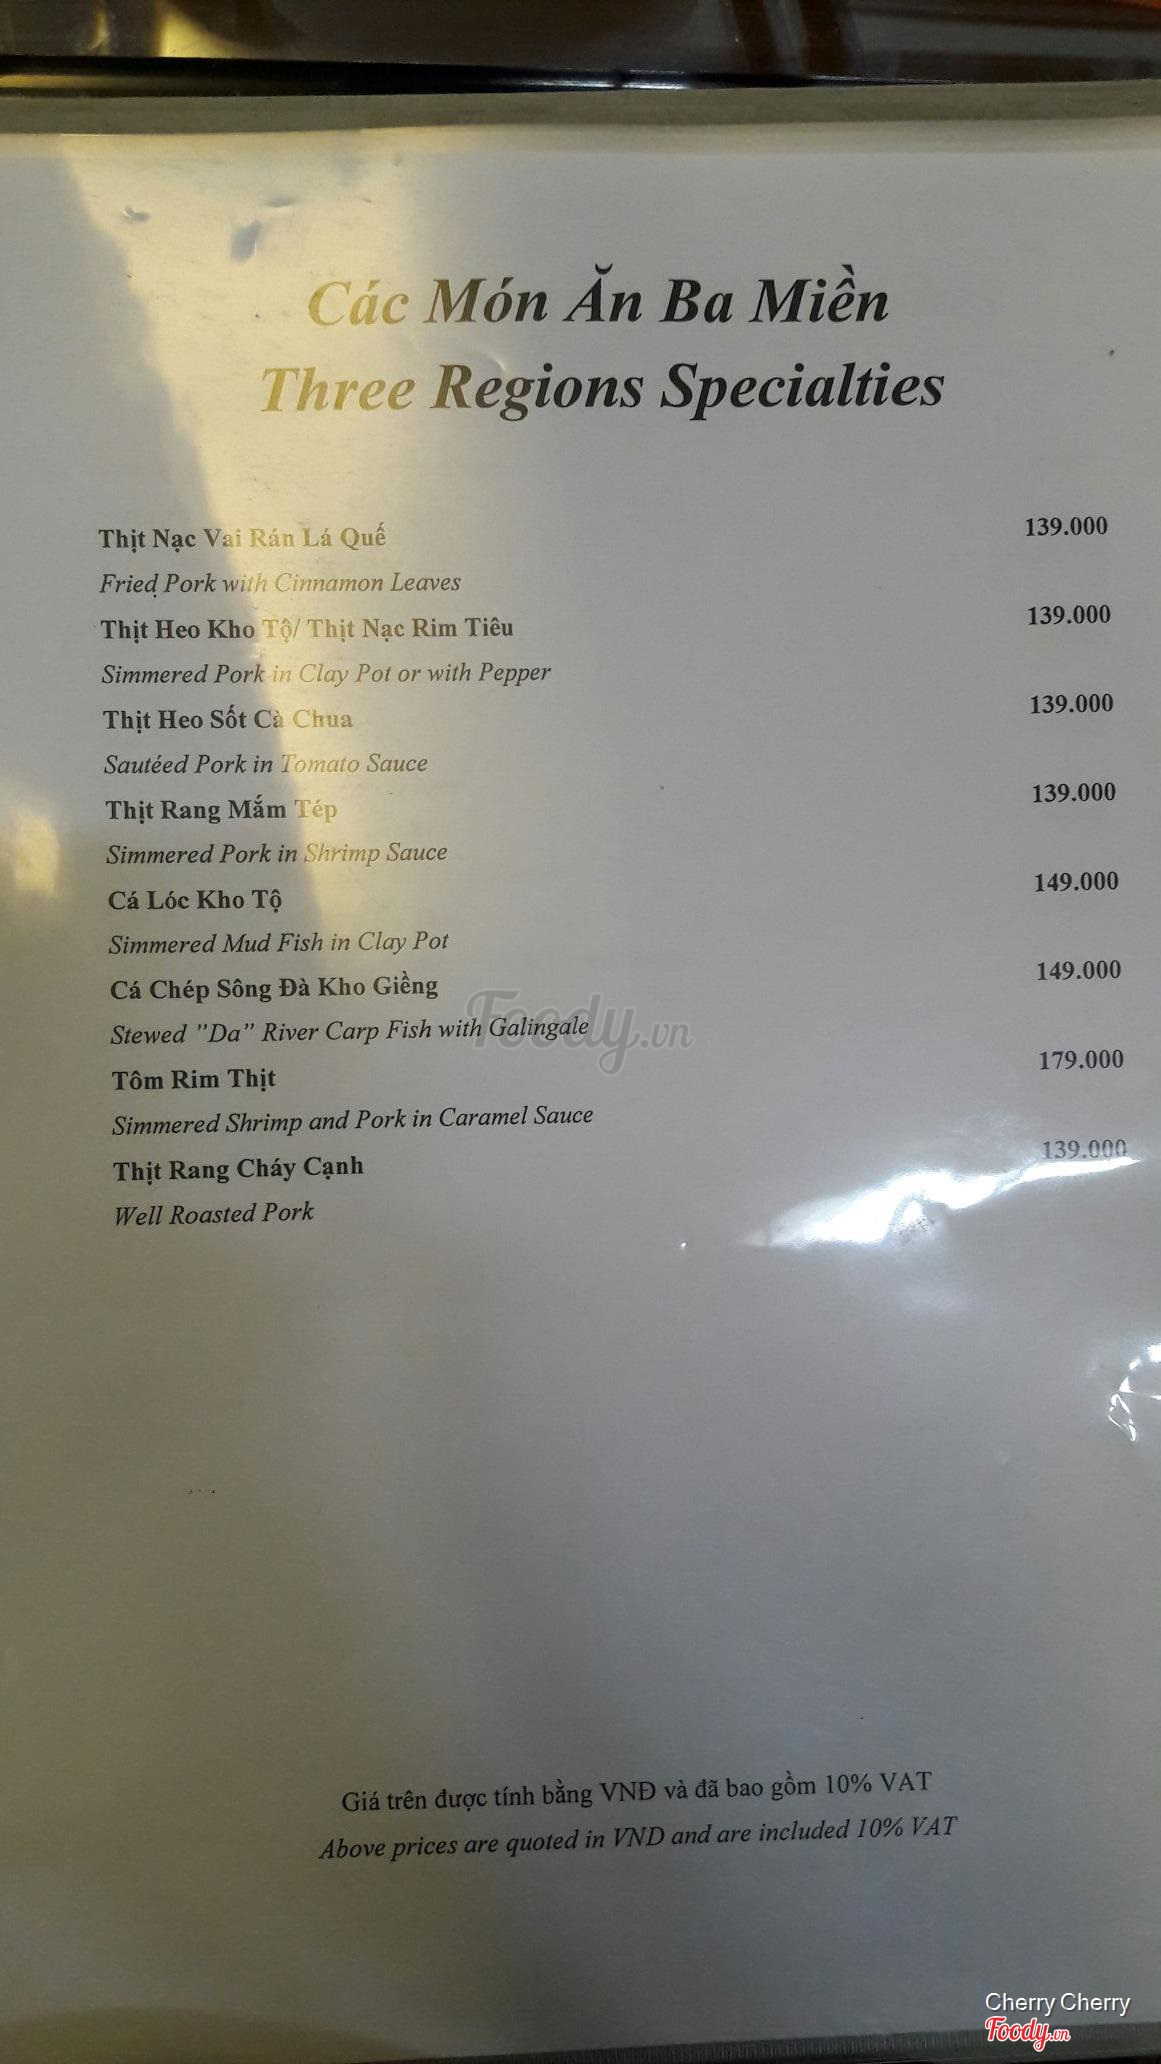 Các Món Ăn Ba Miền
Three Regions Specialties
Thịt Nạc Vai Rán Lá Quế 139.000
Fried Pork with Cinnamon Leaves
Thịt Heo Kho Tộ/ Thịt Nạc Rim Tiêu 139.000
Simmered Pork in Clay Pot or with Pepper
Thịt Heo Sốt Cà Chua 139.000
Sautéed Pork in Tomato Sauce
Thịt Rang Mắm Tép 139.000
Simmered Pork in Shrimp Sauce
Cá Lóc Kho Tộ 149.000
Simmered Mud Fish in Clay Pot
Cá Chép Sông Đà Kho Giềng 149.000
Stewed "Da" River Carp Fish with Galingale
Foody.vn
Tôm Rim Thịt 179.000
Simmered Shrimp and Pork in Caramel Sauce
Thịt Rang Cháy Cạnh 139.000
Well Roasted Pork
Giá trên được tính bằng VNĐ và đã bao gồm 10% VAT
Above prices are quoted in VND and are included 10% VAT
Cherry Cherry
Foody.vn